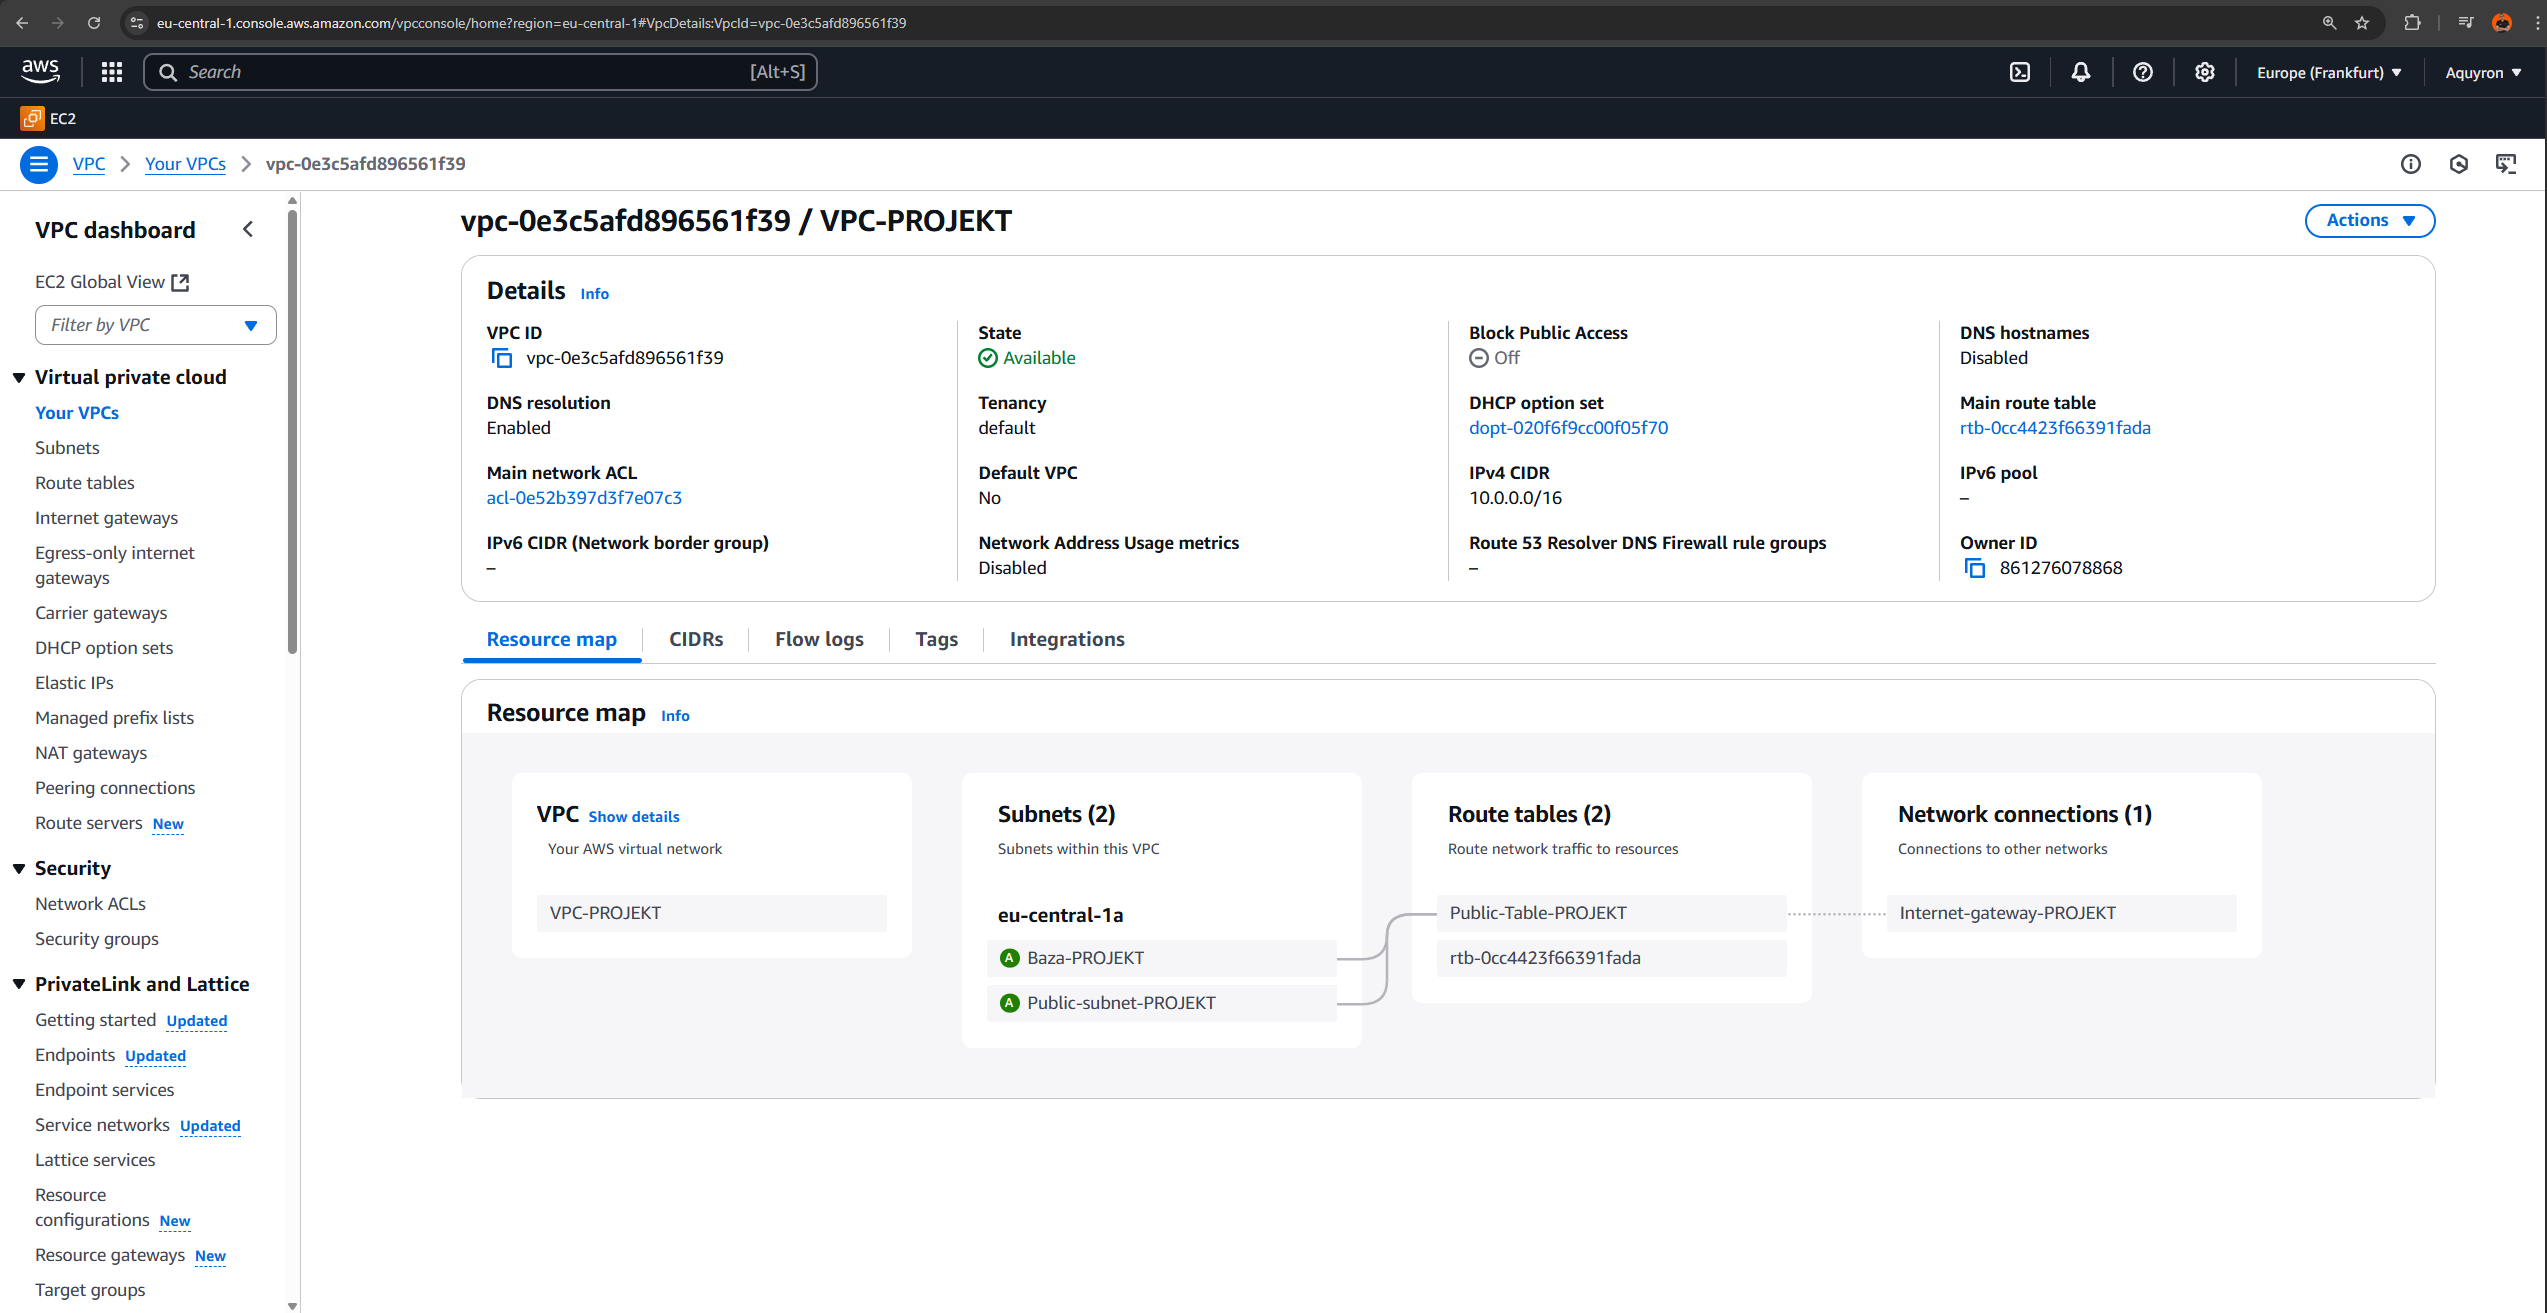 eu-central-1.console.aws.amazon.com/vpcconsole/home?region=eu-central-1#VpcDetails:VpcId=vpc-0e3c5afd896561f39
aws
Search
[Alt+S]
Europe (Frankfurt)
Aquyron
EC2
VPC
Your VPCs
vpc-0e3c5afd896561f39
VPC dashboard
EC2 Global View
Filter by VPC
Virtual private cloud
Your VPCs
Subnets
Route tables
Internet gateways
Egress-only internet
gateways
Carrier gateways
DHCP option sets
Elastic IPs
Managed prefix lists
NAT gateways
Peering connections
Route servers New
Security
Network ACLs
Security groups
PrivateLink and Lattice
Getting started Updated
Endpoints Updated
Endpoint services
Service networks Updated
Lattice services
Resource
configurations New
Resource gateways New
Target groups
vpc-0e3c5afd896561f39 / VPC-PROJEKT
Actions
Details Info
VPC ID
vpc-0e3c5afd896561f39
State
Available
Block Public Access
Off
DNS hostnames
Disabled
DNS resolution
Enabled
Tenancy
default
DHCP option set
dopt-020f6f9cc00f05f70
Main route table
rtb-0cc4423f66391fada
Main network ACL
acl-0e52b397d3f7e07c3
Default VPC
No
IPv4 CIDR
10.0.0.0/16
IPv6 pool
–
IPv6 CIDR (Network border group)
–
Network Address Usage metrics
Disabled
Route 53 Resolver DNS Firewall rule groups
–
Owner ID
861276078868
Resource map
CIDRs
Flow logs
Tags
Integrations
Resource map Info
VPC Show details
Your AWS virtual network
VPC-PROJEKT
Subnets (2)
Subnets within this VPC
eu-central-1a
A Baza-PROJEKT
A Public-subnet-PROJEKT
Route tables (2)
Route network traffic to resources
Public-Table-PROJEKT
rtb-0cc4423f66391fada
Network connections (1)
Connections to other networks
Internet-gateway-PROJEKT